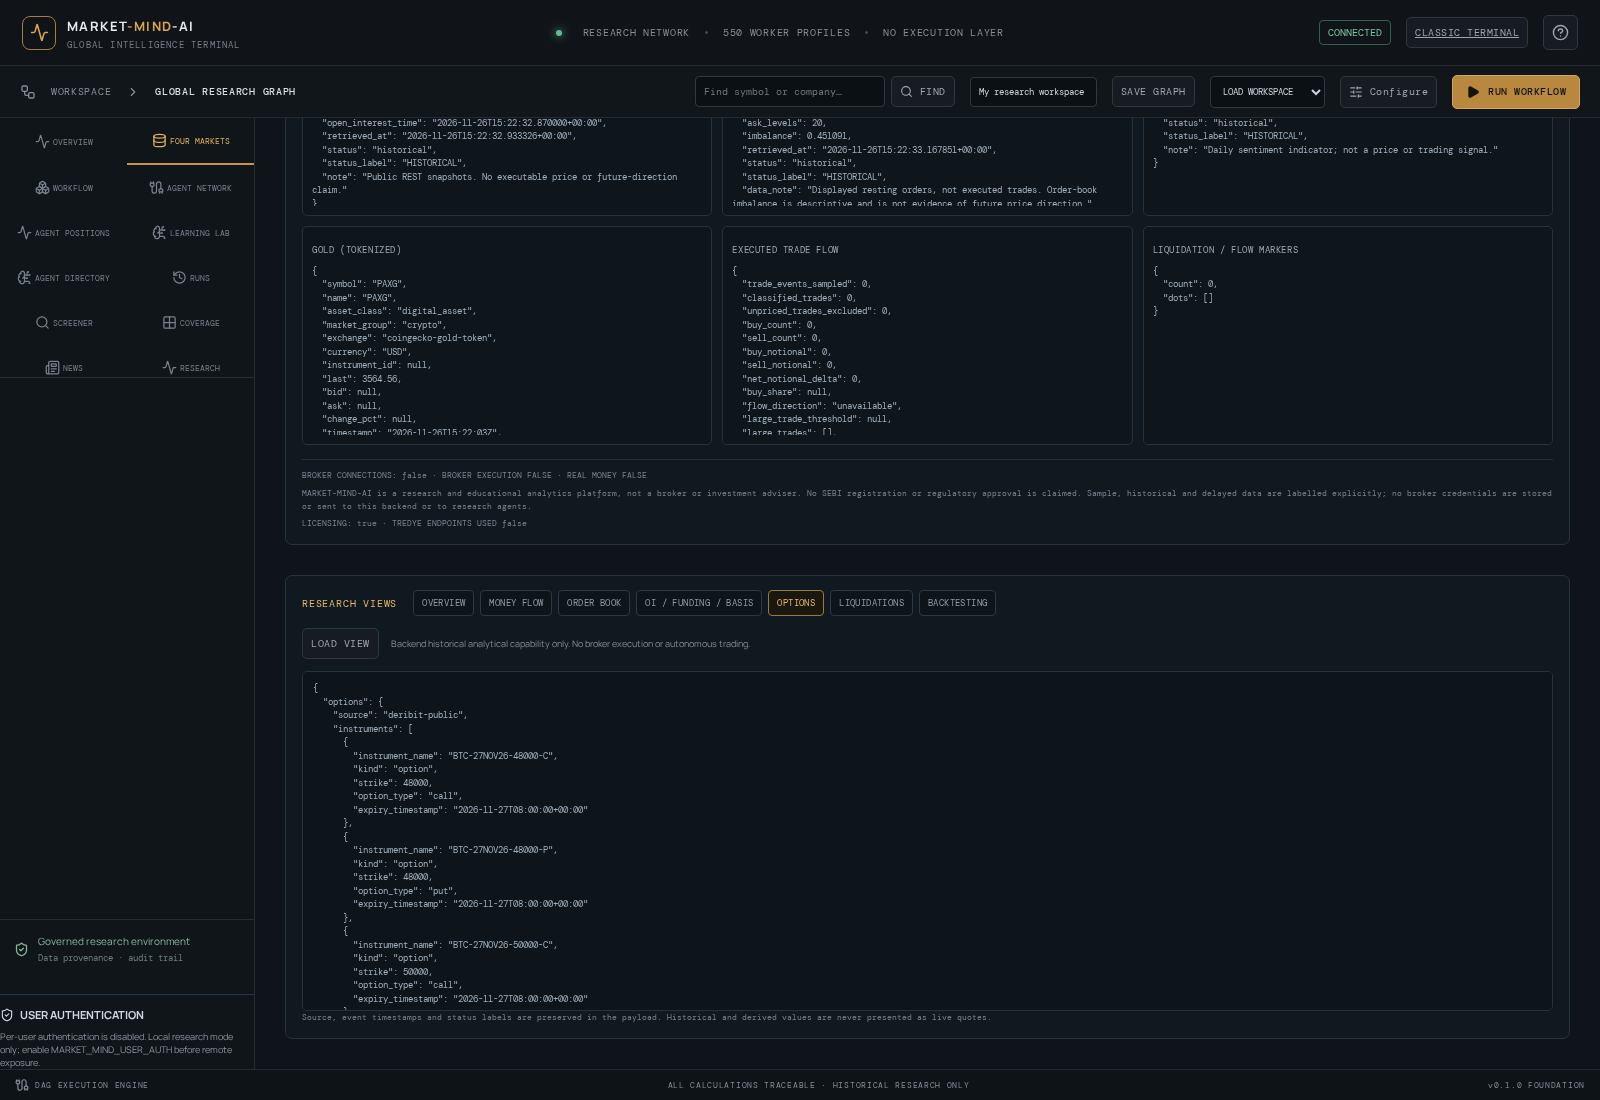 MARKET-MIND-AI
GLOBAL INTELLIGENCE TERMINAL
RESEARCH NETWORK • 550 WORKER PROFILES • NO EXECUTION LAYER
CONNECTED
CLASSIC TERMINAL
WORKSPACE > GLOBAL RESEARCH GRAPH
Find symbol or company…
FIND
My research workspace
SAVE GRAPH
LOAD WORKSPACE
Configure
RUN WORKFLOW
OVERVIEW
FOUR MARKETS
WORKFLOW
AGENT NETWORK
AGENT POSITIONS
LEARNING LAB
AGENT DIRECTORY
RUNS
SCREENER
COVERAGE
NEWS
RESEARCH
"open_interest_time": "2026-11-26T15:22:32.870000+00:00",
"retrieved_at": "2026-11-26T15:22:32.933326+00:00",
"status": "historical",
"status_label": "HISTORICAL",
"note": "Public REST snapshots. No executable price or future-direction
claim."
}
"ask_levels": 20,
"imbalance": 0.451091,
"retrieved_at": "2026-11-26T15:22:33.167851+00:00",
"status": "historical",
"status_label": "HISTORICAL",
"data_note": "Displayed resting orders, not executed trades. Order-book
imbalance is descriptive and is not evidence of future price direction."
"status": "historical",
"status_label": "HISTORICAL",
"note": "Daily sentiment indicator; not a price or trading signal."
}
GOLD (TOKENIZED)
{
"symbol": "PAXG",
"name": "PAXG",
"asset_class": "digital_asset",
"market_group": "crypto",
"exchange": "coingecko-gold-token",
"currency": "USD",
"instrument_id": null,
"last": 3564.56,
"bid": null,
"ask": null,
"change_pct": null,
"timestamp": "2026-11-26T15:22:03Z",
EXECUTED TRADE FLOW
{
"trade_events_sampled": 0,
"classified_trades": 0,
"unpriced_trades_excluded": 0,
"buy_count": 0,
"sell_count": 0,
"buy_notional": 0,
"sell_notional": 0,
"net_notional_delta": 0,
"buy_share": null,
"flow_direction": "unavailable",
"large_trade_threshold": null,
"large_trades": [],
LIQUIDATION / FLOW MARKERS
{
"count": 0,
"dots": []
}
BROKER CONNECTIONS: false · BROKER EXECUTION FALSE · REAL MONEY FALSE
MARKET-MIND-AI is a research and educational analytics platform, not a broker or investment adviser. No SEBI registration or regulatory approval is claimed. Sample, historical and delayed data are labelled explicitly; no broker credentials are stored
or sent to this backend or to research agents.
LICENSING: true · TREDYE ENDPOINTS USED false
RESEARCH VIEWS
OVERVIEW
MONEY FLOW
ORDER BOOK
OI / FUNDING / BASIS
OPTIONS
LIQUIDATIONS
BACKTESTING
LOAD VIEW
Backend historical analytical capability only. No broker execution or autonomous trading.
{
"options": {
"source": "deribit-public",
"instruments": [
{
"instrument_name": "BTC-27NOV26-48000-C",
"kind": "option",
"strike": 48000,
"option_type": "call",
"expiry_timestamp": "2026-11-27T08:00:00+00:00"
},
{
"instrument_name": "BTC-27NOV26-48000-P",
"kind": "option",
"strike": 48000,
"option_type": "put",
"expiry_timestamp": "2026-11-27T08:00:00+00:00"
},
{
"instrument_name": "BTC-27NOV26-50000-C",
"kind": "option",
"strike": 50000,
"option_type": "call",
"expiry_timestamp": "2026-11-27T08:00:00+00:00"
Source, event timestamps and status labels are preserved in the payload. Historical and derived values are never presented as live quotes.
Governed research environment
Data provenance · audit trail
USER AUTHENTICATION
Per-user authentication is disabled. Local research mode
only; enable MARKET_MIND_USER_AUTH before remote
exposure.
DAG EXECUTION ENGINE
ALL CALCULATIONS TRACEABLE · HISTORICAL RESEARCH ONLY
v0.1.0 FOUNDATION